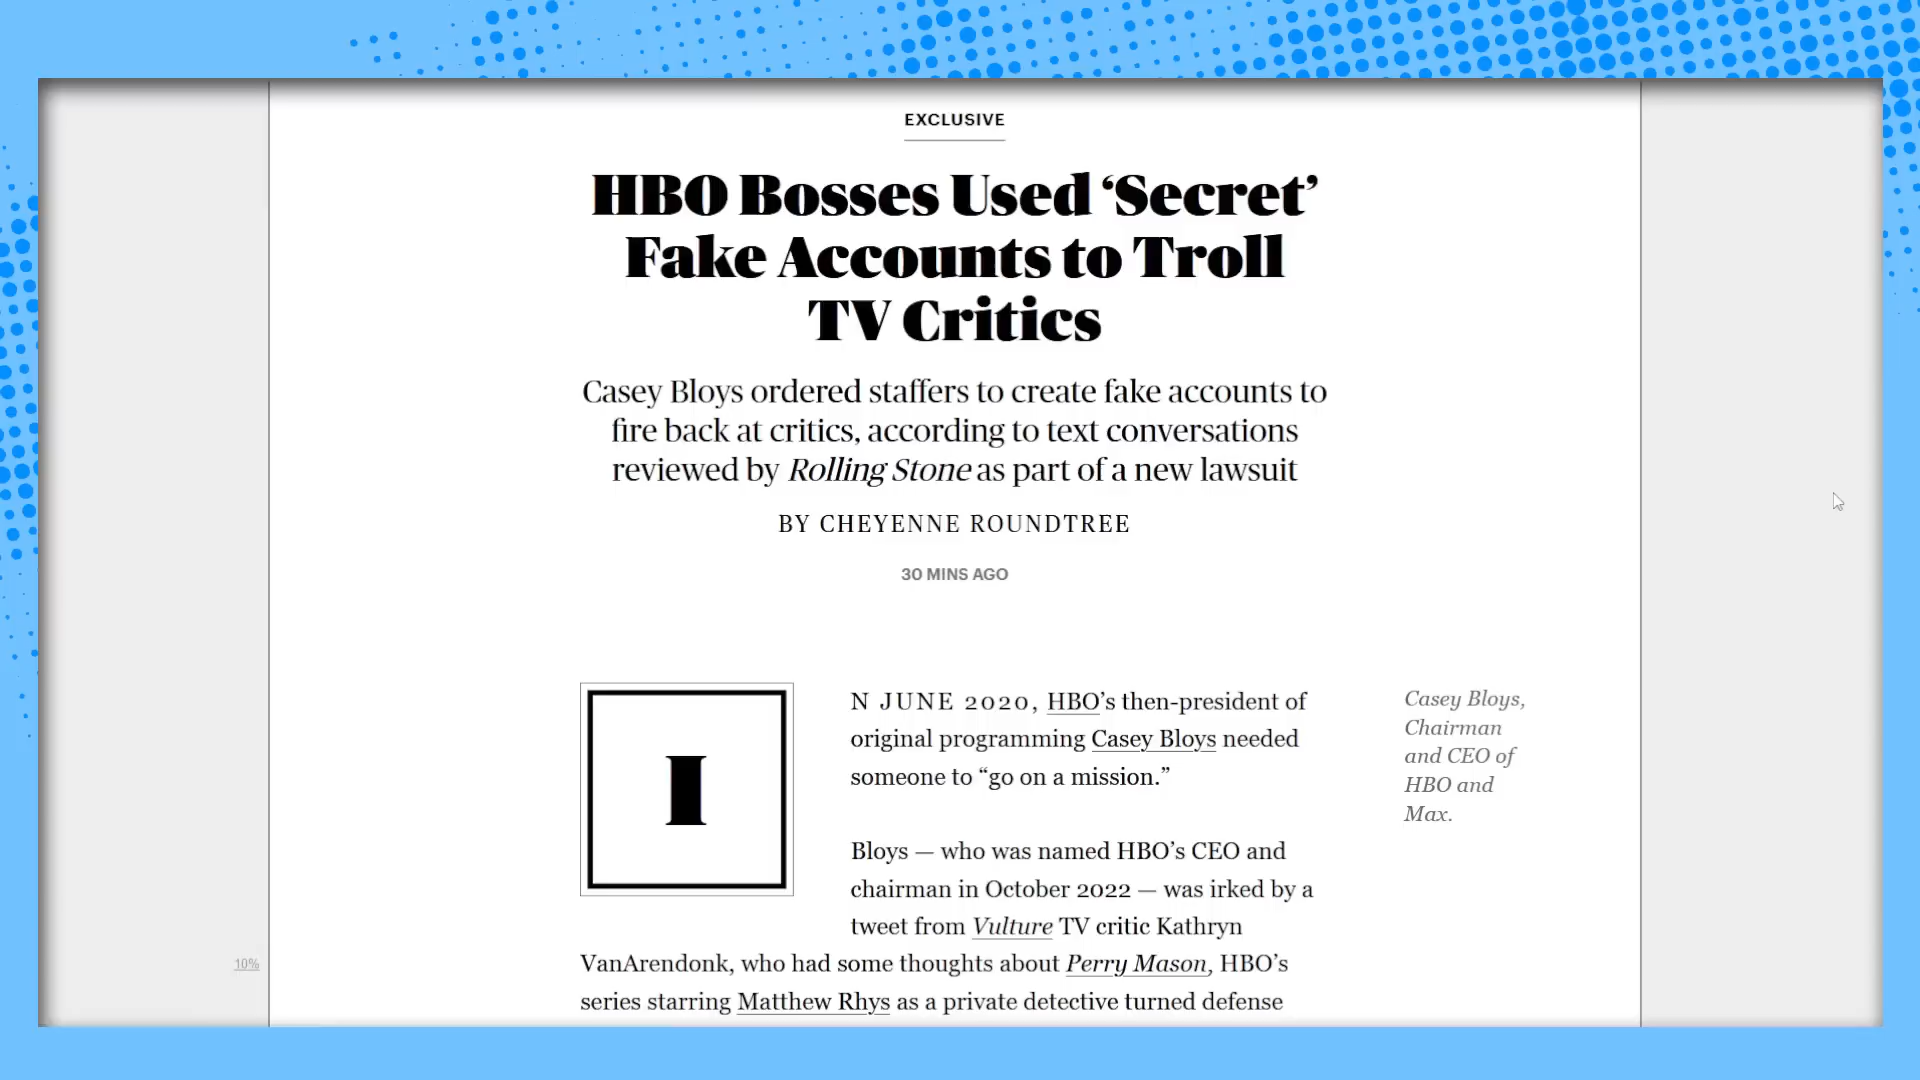 EXCLUSIVE
HBO Bosses Used ‘Secret’
Fake Accounts to Troll
TV Critics
Casey Bloys ordered staffers to create fake accounts to
fire back at critics, according to text conversations
reviewed by Rolling Stone as part of a new lawsuit
BY CHEYENNE ROUNDTREE
30 MINS AGO
I
N JUNE 2020, HBO’s then-president of
original programming Casey Bloys needed
someone to “go on a mission.”
Bloys — who was named HBO’s CEO and
chairman in October 2022 — was irked by a
tweet from Vulture TV critic Kathryn
VanArendonk, who had some thoughts about Perry Mason, HBO’s
series starring Matthew Rhys as a private detective turned defense
Casey Bloys,
Chairman
and CEO of
HBO and
Max.
10%